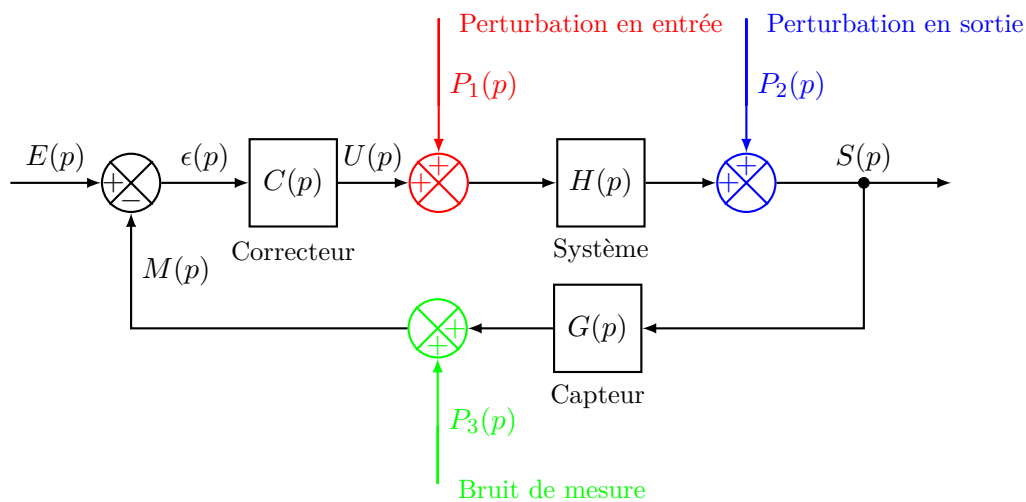 Perturbation en entrée
Perturbation en sortie
P₁(p)
P₂(p)
E(p)
ϵ(p)
C(p)
U(p)
H(p)
S(p)
+
−
+
+
+
+
Correcteur
Système
M(p)
G(p)
+
+
Capteur
P₃(p)
Bruit de mesure